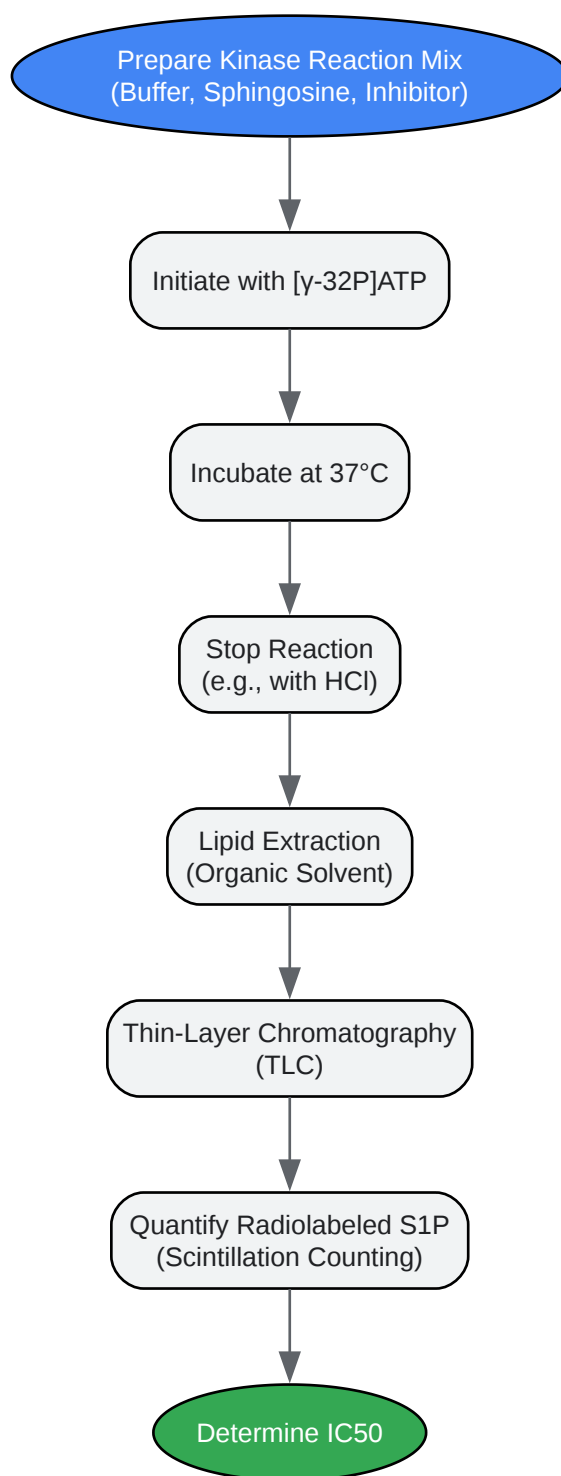 Prepare Kinase Reaction Mix
(Buffer, Sphingosine, Inhibitor)
Initiate with [γ-32P]ATP
Incubate at 37°C
Stop Reaction
(e.g., with HCl)
Lipid Extraction
(Organic Solvent)
Thin-Layer Chromatography
(TLC)
Quantify Radiolabeled S1P
(Scintillation Counting)
Determine IC50